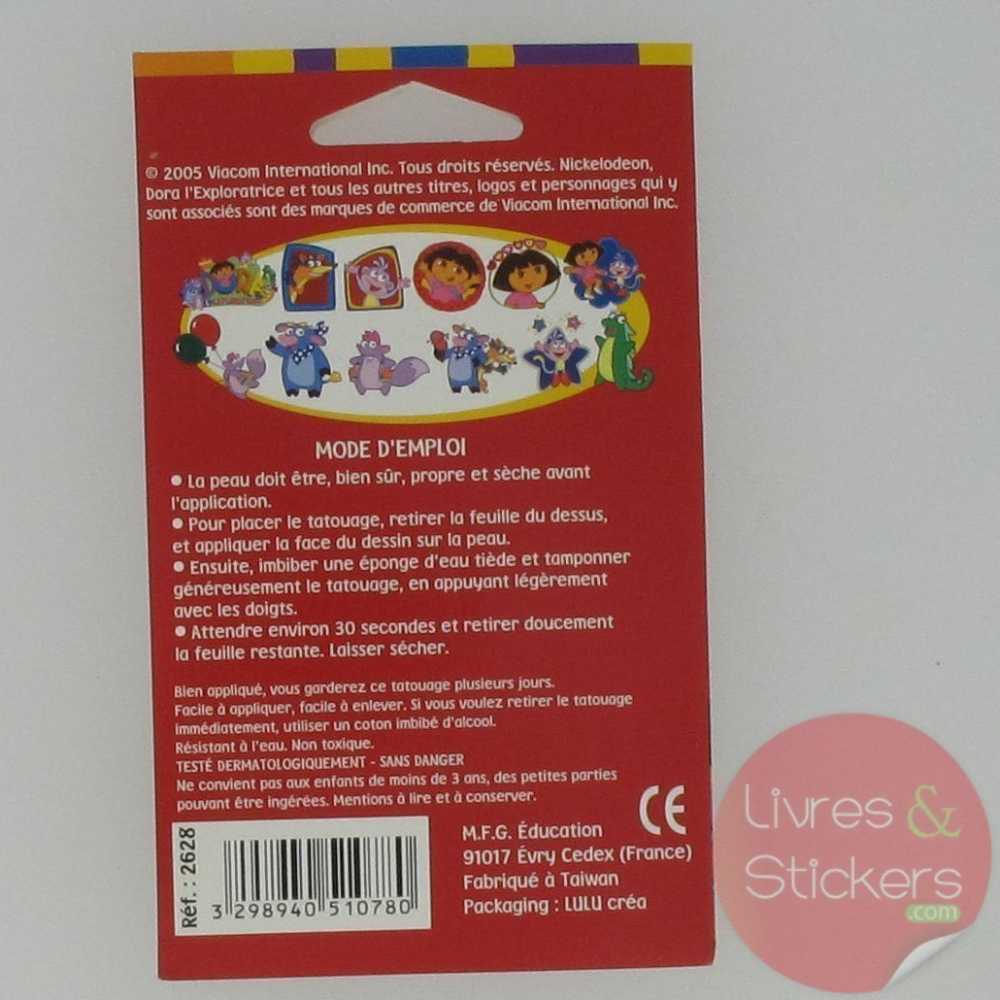 © 2005 Viacom International Inc. Tous droits réservés. Nickelodeon,
Dora l'Exploratrice et tous les autres titres, logos et personnages qui y
sont associés sont des marques de commerce de Viacom International Inc.
DORA
MODE D'EMPLOI
● La peau doit être, bien sûr, propre et sèche avant
l'application.
● Pour placer le tatouage, retirer la feuille du dessus,
et appliquer la face du dessin sur la peau.
● Ensuite, imbiber une éponge d'eau tiède et tamponner
généreusement le tatouage, en appuyant légèrement
avec les doigts.
● Attendre environ 30 secondes et retirer doucement
la feuille restante. Laisser sécher.
Bien appliqué, vous garderez ce tatouage plusieurs jours.
Facile à appliquer, facile à enlever. Si vous voulez retirer le tatouage
immédiatement, utiliser un coton imbibé d'alcool.
Résistant à l'eau. Non toxique.
TESTÉ DERMATOLOGIQUEMENT - SANS DANGER
Ne convient pas aux enfants de moins de 3 ans, des petites parties
pouvant être ingérées. Mentions à lire et à conserver.
CE
Réf. : 2628
3 298940 510780
M.F.G. Éducation
91017 Évry Cedex (France)
Fabriqué à Taiwan
Packaging : LULU créa
Livres &
Stickers
.com